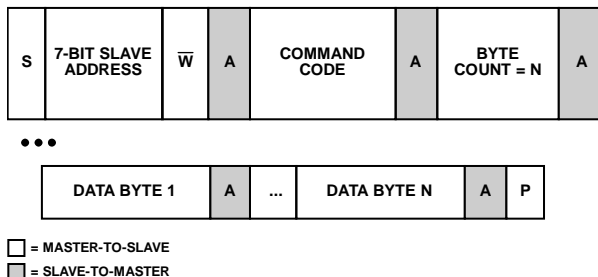 S 7-BIT SLAVE ADDRESS W̅ A COMMAND CODE A BYTE COUNT = N A
•••
DATA BYTE 1 A ... DATA BYTE N A P
= MASTER-TO-SLAVE
= SLAVE-TO-MASTER